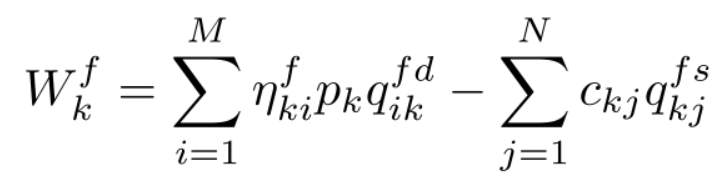 $W_k^f = \sum_{i=1}^{M} \eta_{ki}^f p_k q_{ik}^{fd} - \sum_{j=1}^{N} c_{kj} q_{kj}^{fs}$